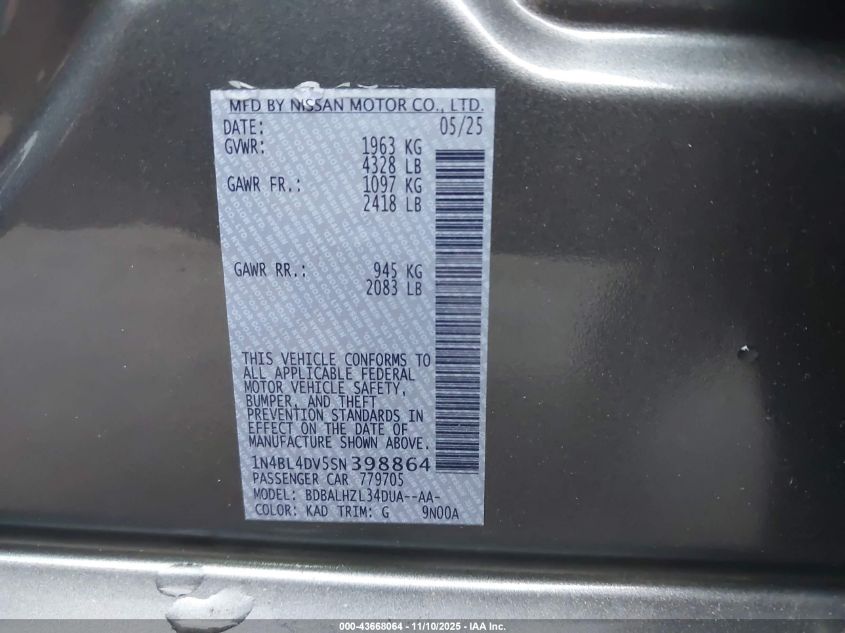 MFD BY NISSAN MOTOR CO., LTD.
DATE: 05/25
GVWR: 1963 KG
4328 LB
GAWR FR.: 1097 KG
2418 LB
GAWR RR.: 945 KG
2083 LB
THIS VEHICLE CONFORMS TO
ALL APPLICABLE FEDERAL
MOTOR VEHICLE SAFETY,
BUMPER, AND THEFT
PREVENTION STANDARDS IN
EFFECT ON THE DATE OF
MANUFACTURE SHOWN ABOVE.
1N4BL4DV5SN398864
PASSENGER CAR 779705
MODEL: BDBALHZL34DUA--AA-
COLOR: KAD TRIM: G 9N00A
000-43668064 - 11/10/2025 - IAA Inc.